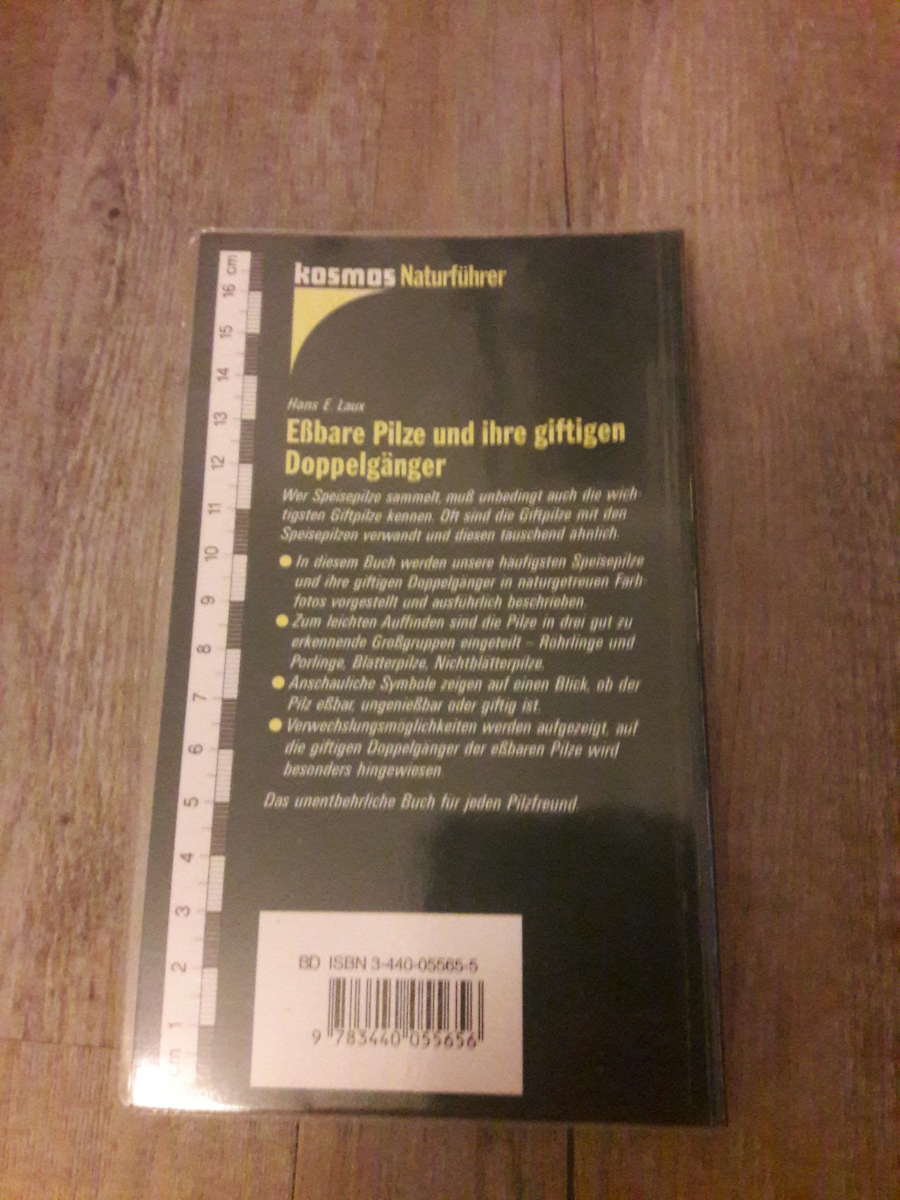 kosmos Naturführer
Hans E. Laux
Eßbare Pilze und ihre giftigen
Doppelgänger
Wer Speisepilze sammelt, muß unbedingt auch die wich-
tigsten Giftpilze kennen. Oft sind die Giftpilze mit den
Speisepilzen verwandt und diesen täuschend ähnlich.
● In diesem Buch werden unsere häufigsten Speisepilze
und ihre giftigen Doppelgänger in naturgetreuen Farb-
fotos vorgestellt und ausführlich beschrieben.
● Zum leichten Auffinden sind die Pilze in drei gut zu
erkennende Großgruppen eingeteilt – Röhrlinge und
Porlinge, Blätterpilze, Nichtblätterpilze.
● Anschauliche Symbole zeigen auf einen Blick, ob der
Pilz eßbar, ungenießbar oder giftig ist.
● Verwechslungsmöglichkeiten werden aufgezeigt, auf
die giftigen Doppelgänger der eßbaren Pilze wird
besonders hingewiesen.
Das unentbehrliche Buch für jeden Pilzfreund.
BD ISBN 3-440-05565-5
9 783440 055656
cm 1 2 3 4 5 6 7 8 9 10 11 12 13 14 15 16 cm